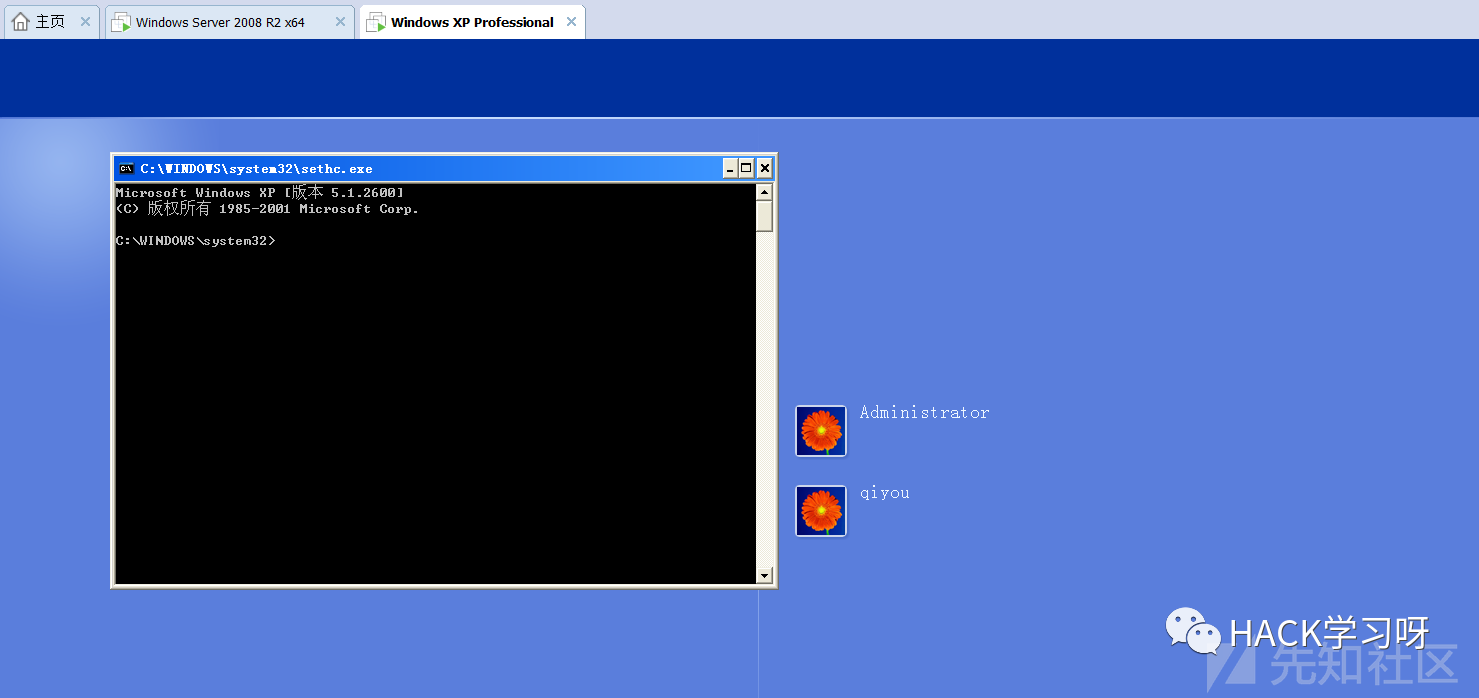 主页
Windows Server 2008 R2 x64
Windows XP Professional
C:\WINDOWS\system32\sethc.exe
Microsoft Windows XP [版本 5.1.2600]
(C) 版权所有 1985-2001 Microsoft Corp.
C:\WINDOWS\system32>
Administrator
qiyou
HACK学习呀
先知社区